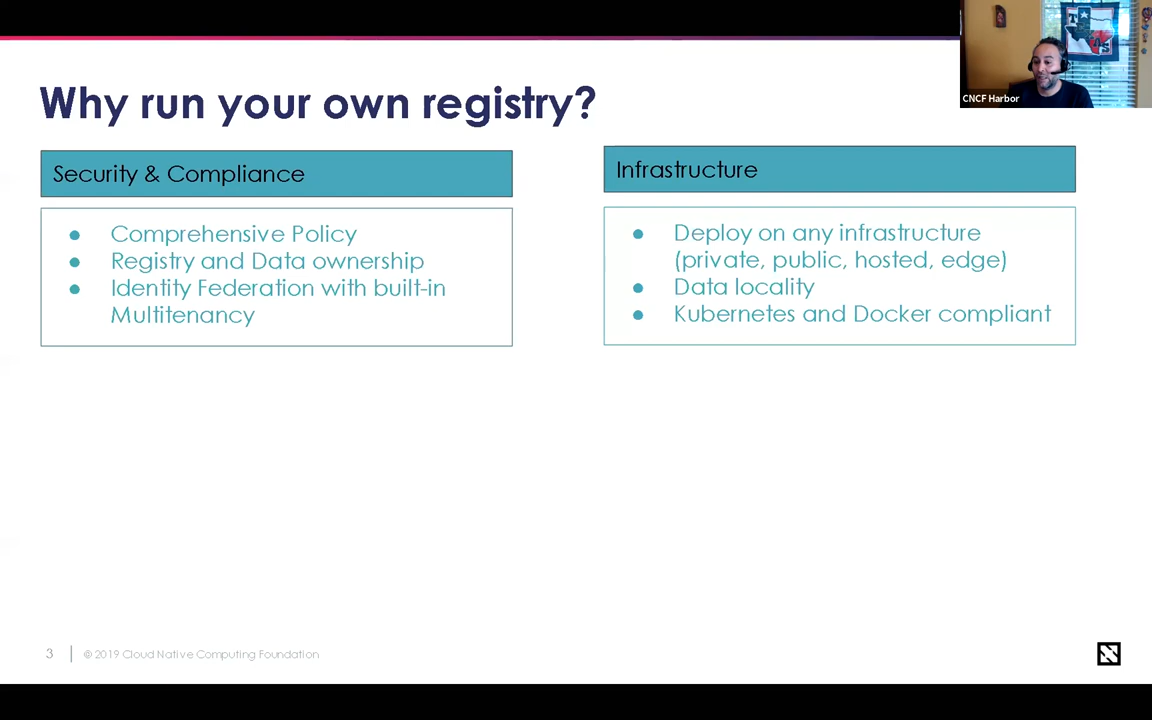 Why run your own registry?
CNCF Harbor
Security & Compliance
● Comprehensive Policy
● Registry and Data ownership
● Identity Federation with built-in
Multitenancy
Infrastructure
● Deploy on any infrastructure
(private, public, hosted, edge)
● Data locality
● Kubernetes and Docker compliant
3
© 2019 Cloud Native Computing Foundation